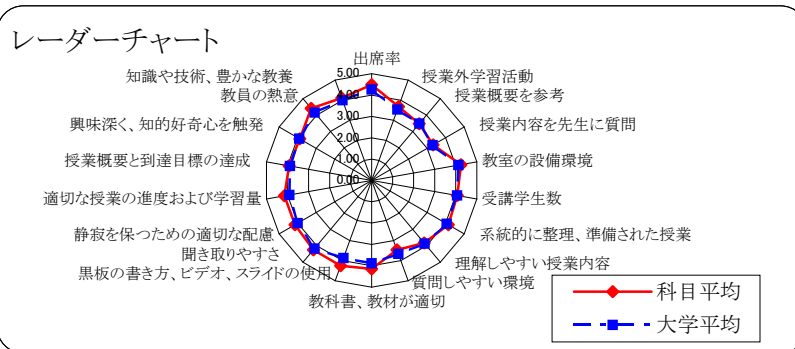 レーダーチャート
出席率
授業外学習活動
授業概要を参考
授業内容を先生に質問
教室の設備環境
受講学生数
系統的に整理、準備された授業
理解しやすい授業内容
質問しやすい環境
教科書、教材が適切
黒板の書き方、ビデオ、スライドの使用
聞き取りやすさ
静寂を保つための適切な配慮
適切な授業の進度および学習量
授業概要と到達目標の達成
興味深く、知的好奇心を触発
教員の熱意
知識や技術、豊かな教養
5.00
4.00
3.00
2.00
1.00
0.00
科目平均
大学平均